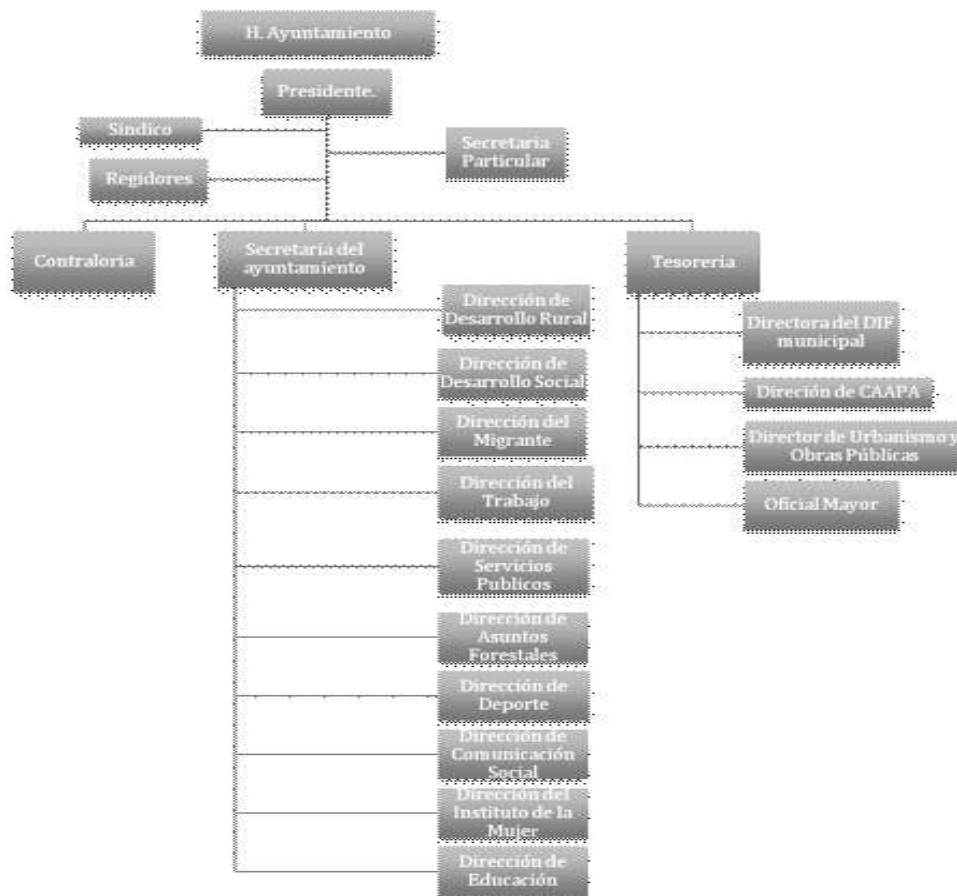 H. Ayuntamiento
Presidente.
Sindico
Secretaria
Particular
Regidores
Contraloría
Secretaría del
ayuntamiento
Tesorería
Dirección de
Desarrollo Rural
Dirección de
Desarrollo Social
Dirección del
Migrante
Dirección del
Trabajo
Dirección de
Servicios
Publicos
Dirección de
Asuntos
Forestales
Dirección de
Deporte
Dirección de
Comunicación
Social
Dirección del
Instituto de la
Mujer
Dirección de
Educación
Directora del DIF
municipal
Direción de CAAPA
Director de Urbanismo y
Obras Públicas
Oficial Mayor